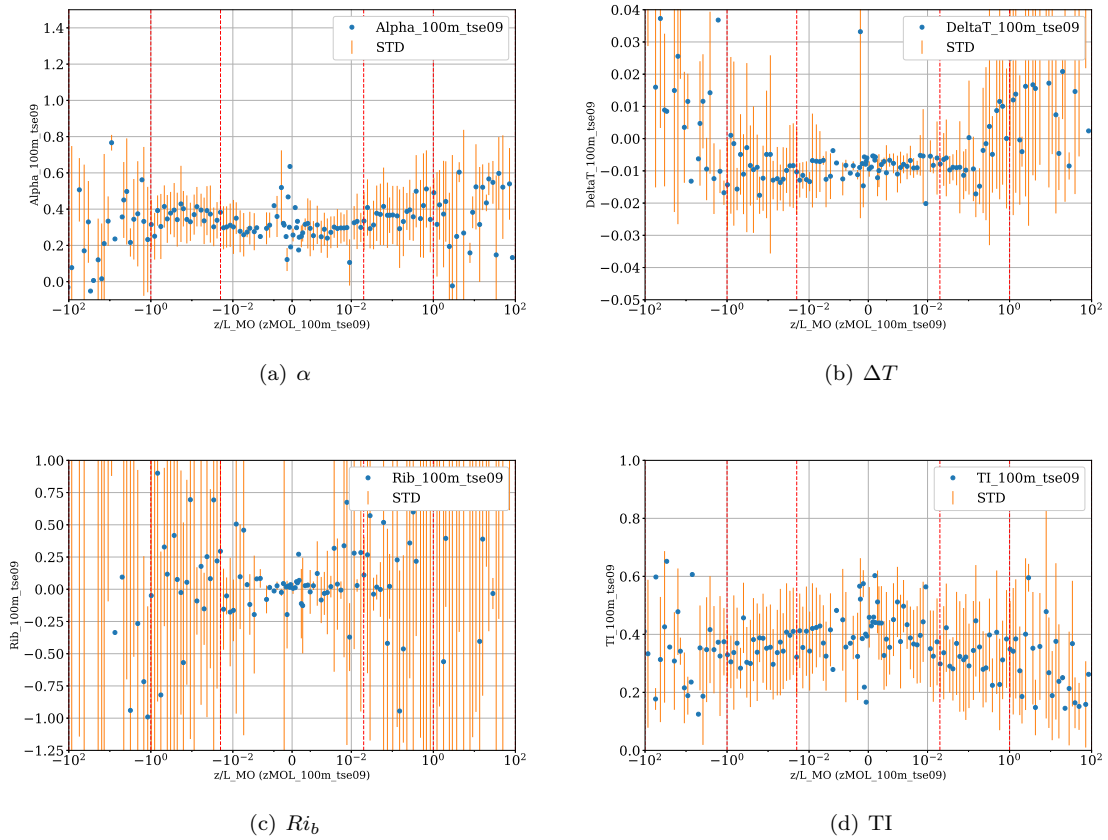 1.4
1.2
1.0
0.8
0.6
0.4
0.2
0.0
Alpha_100m_tse09
Alpha_100m_tse09
STD
−10² −10⁰ −10⁻² 0 10⁻² 10⁰ 10²
z/L_MO (zMOL_100m_tse09)
(a) α
0.04
0.03
0.02
0.01
0.00
−0.01
−0.02
−0.03
−0.04
−0.05
DeltaT_100m_tse09
DeltaT_100m_tse09
STD
−10² −10⁰ −10⁻² 0 10⁻² 10⁰ 10²
z/L_MO (zMOL_100m_tse09)
(b) ΔT
1.00
0.75
0.50
0.25
0.00
−0.25
−0.50
−0.75
−1.00
−1.25
Rib_100m_tse09
Rib_100m_tse09
STD
−10² −10⁰ −10⁻² 0 10⁻² 10⁰ 10²
z/L_MO (zMOL_100m_tse09)
(c) Ri_b
1.0
0.8
0.6
0.4
0.2
0.0
TI_100m_tse09
TI_100m_tse09
STD
−10² −10⁰ −10⁻² 0 10⁻² 10⁰ 10²
z/L_MO (zMOL_100m_tse09)
(d) TI